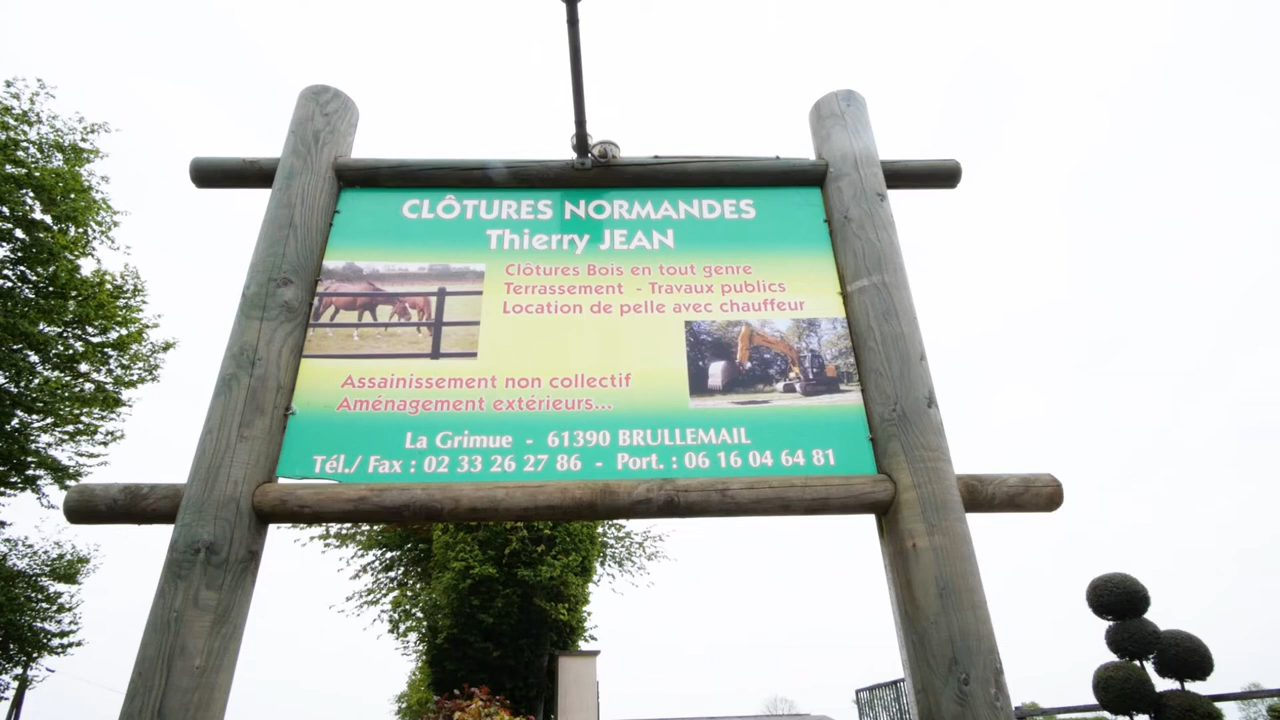 CLÔTURES NORMANDES
Thierry JEAN
Clôtures Bois en tout genre
Terrassement - Travaux publics
Location de pelle avec chauffeur
Assainissement non collectif
Aménagement extérieurs...
La Grimue - 61390 BRULLEMAIL
Tél./ Fax : 02 33 26 27 86 - Port. : 06 16 04 64 81